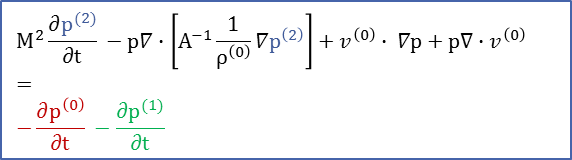 M² ∂p⁽²⁾/∂t − p∇ · [A⁻¹ 1/ρ⁽⁰⁾ ∇p⁽²⁾] + v⁽⁰⁾ · ∇p + p∇ · v⁽⁰⁾
=
− ∂p⁽⁰⁾/∂t − ∂p⁽¹⁾/∂t